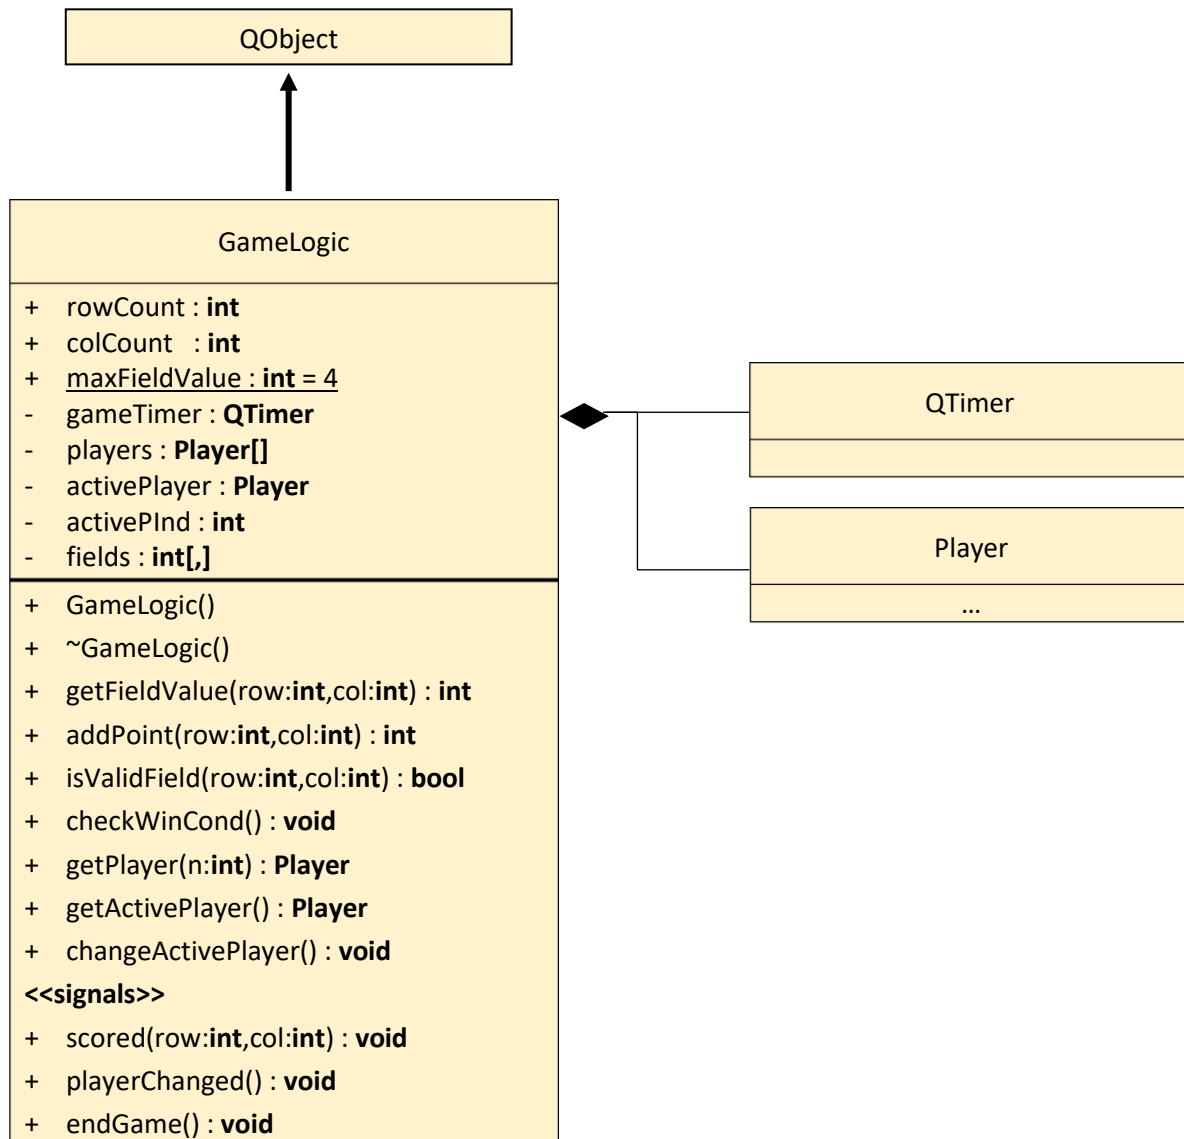 QObject
GameLogic
+ rowCount : int
+ colCount : int
+ maxFieldValue : int = 4
- gameTimer : QTimer
- players : Player[]
- activePlayer : Player
- activePInd : int
- fields : int[,]
+ GameLogic()
+ ~GameLogic()
+ getFieldValue(row:int,col:int) : int
+ addPoint(row:int,col:int) : int
+ isValidField(row:int,col:int) : bool
+ checkWinCond() : void
+ getPlayer(n:int) : Player
+ getActivePlayer() : Player
+ changeActivePlayer() : void
<<signals>>
+ scored(row:int,col:int) : void
+ playerChanged() : void
+ endGame() : void
QTimer
Player
...